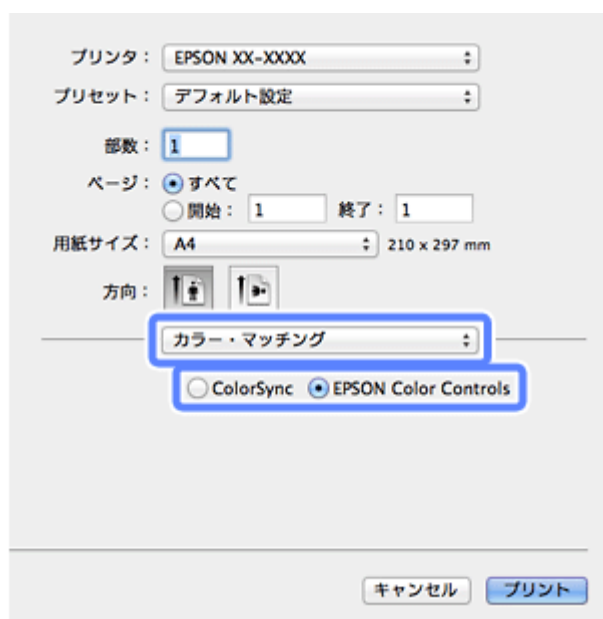 プリンタ： EPSON XX-XXXX
プリセット： デフォルト設定
部数： 1
ページ： すべて
開始： 1 終了： 1
用紙サイズ： A4 210 x 297 mm
方向：
カラー・マッチング
ColorSync EPSON Color Controls
キャンセル プリント